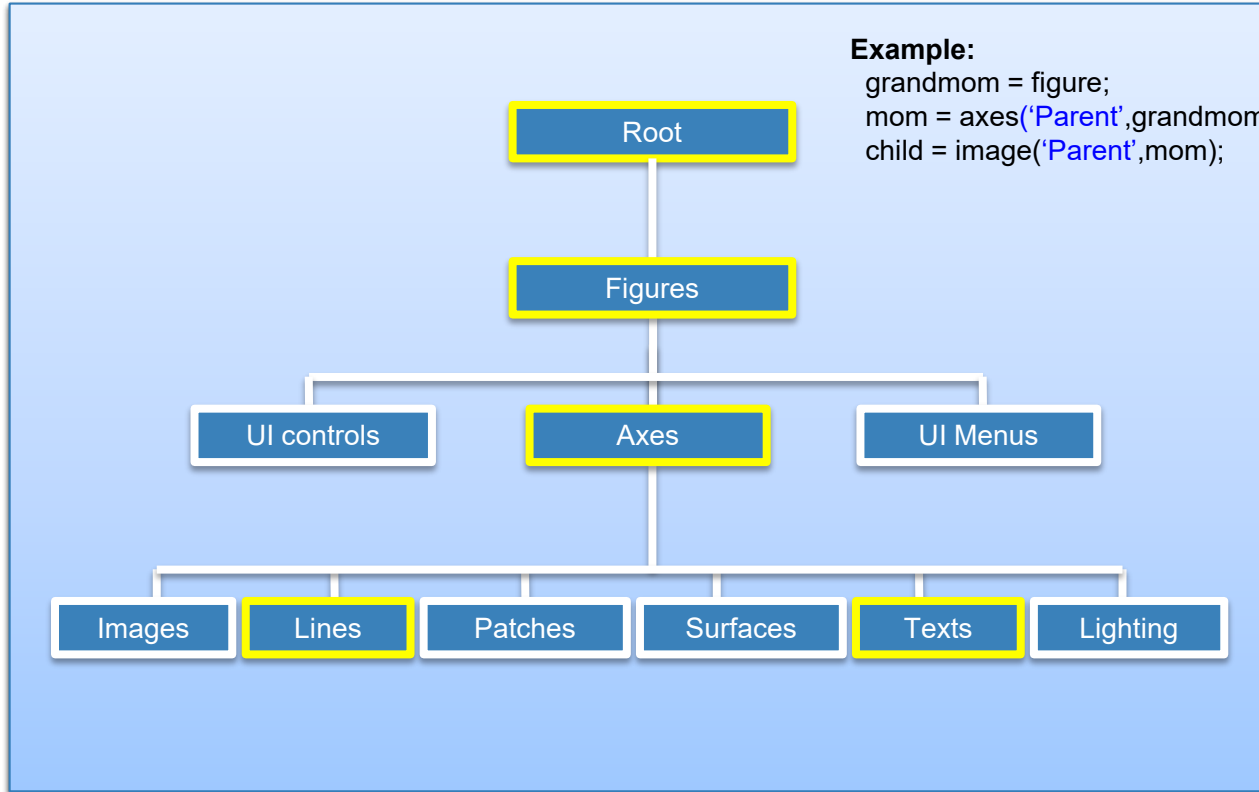 Example:
grandmom = figure;
mom = axes(‘Parent’,grandmom
child = image(‘Parent’,mom);
Root
Figures
UI controls
Axes
UI Menus
Images
Lines
Patches
Surfaces
Texts
Lighting